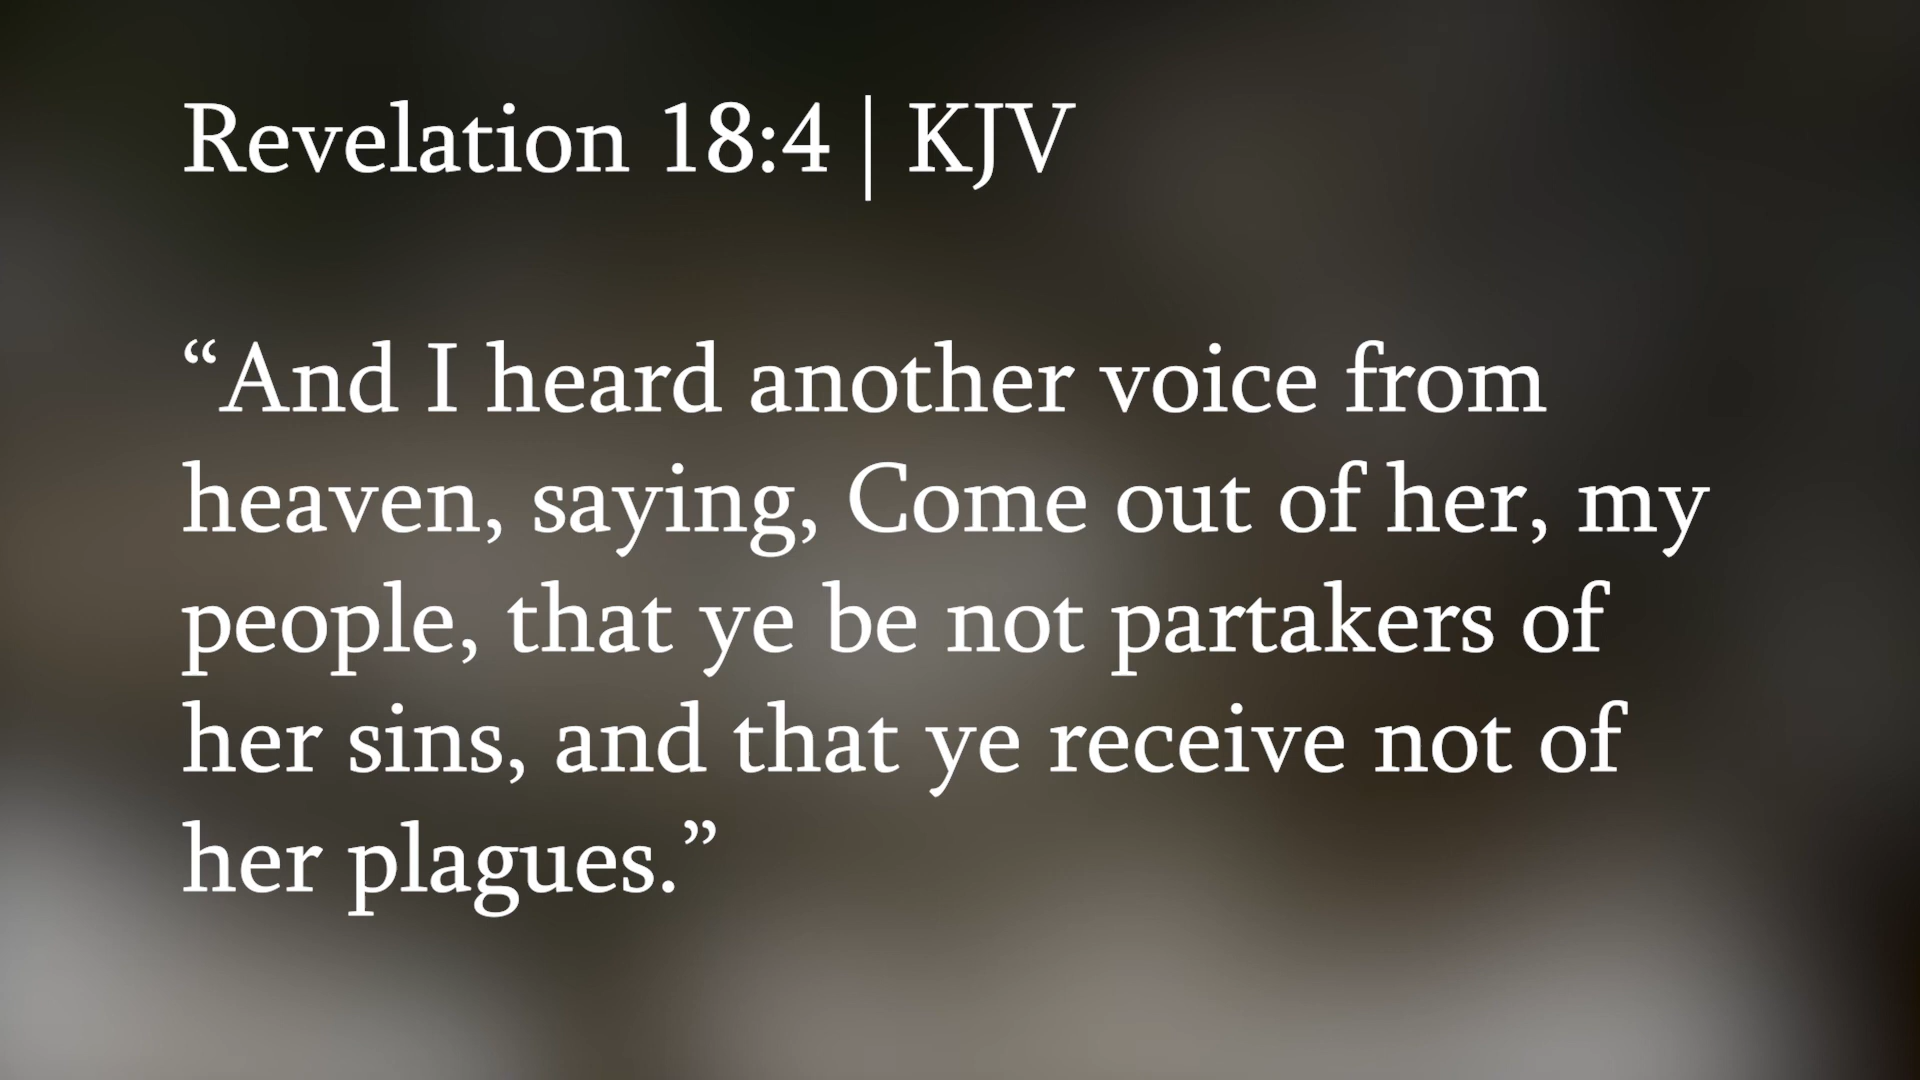 Revelation 18:4 | KJV
“And I heard another voice from
heaven, saying, Come out of her, my
people, that ye be not partakers of
her sins, and that ye receive not of
her plagues.”